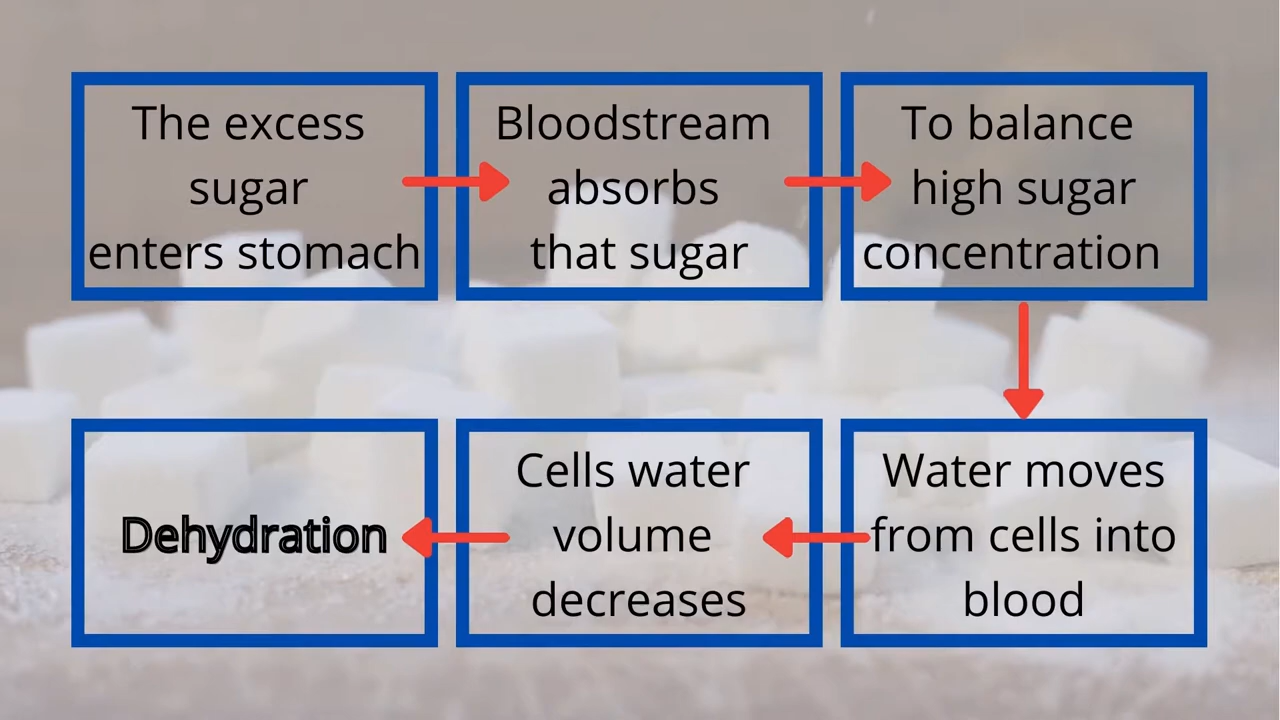 The excess
sugar
enters stomach
Bloodstream
absorbs
that sugar
To balance
high sugar
concentration
Water moves
from cells into
blood
Cells water
volume
decreases
Dehydration